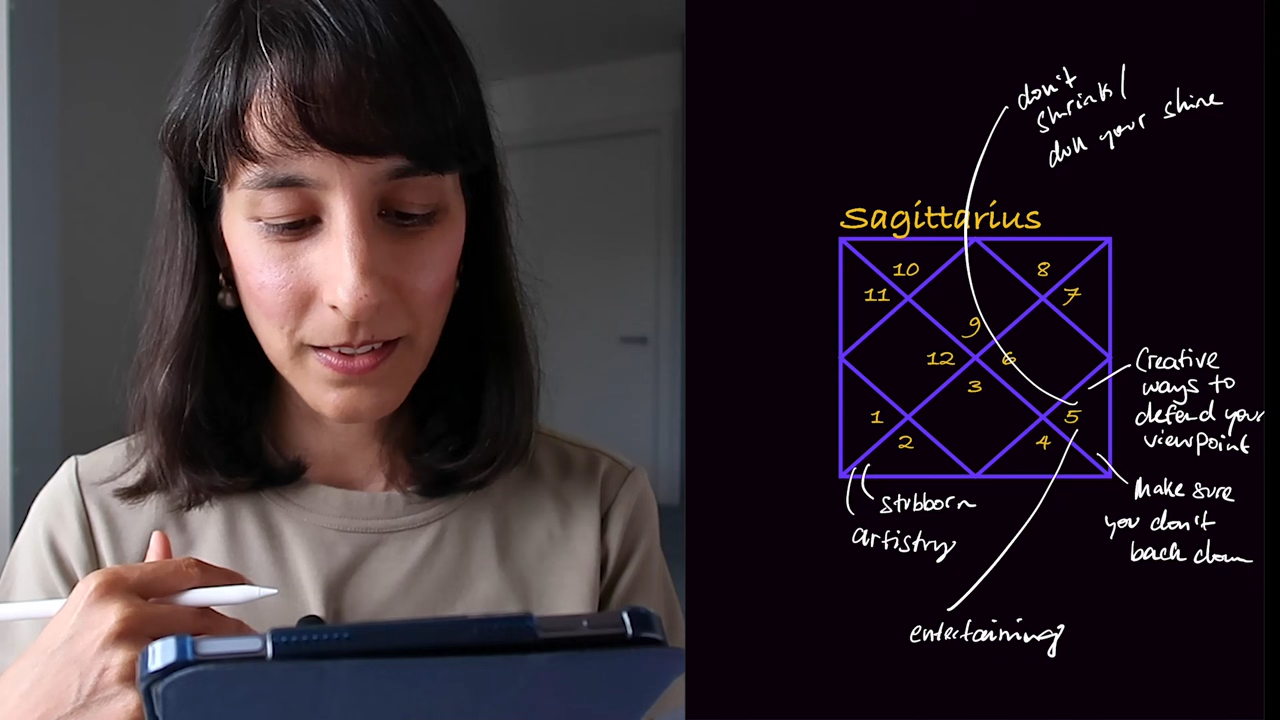 don't
shrink/
dull your shine
Sagittarius
10
8
11
7
9
12
6
3
1
5
2
4
Creative
ways to
defend your
viewpoint
Make sure
you don't
back down
stubborn
artistry
entertaining